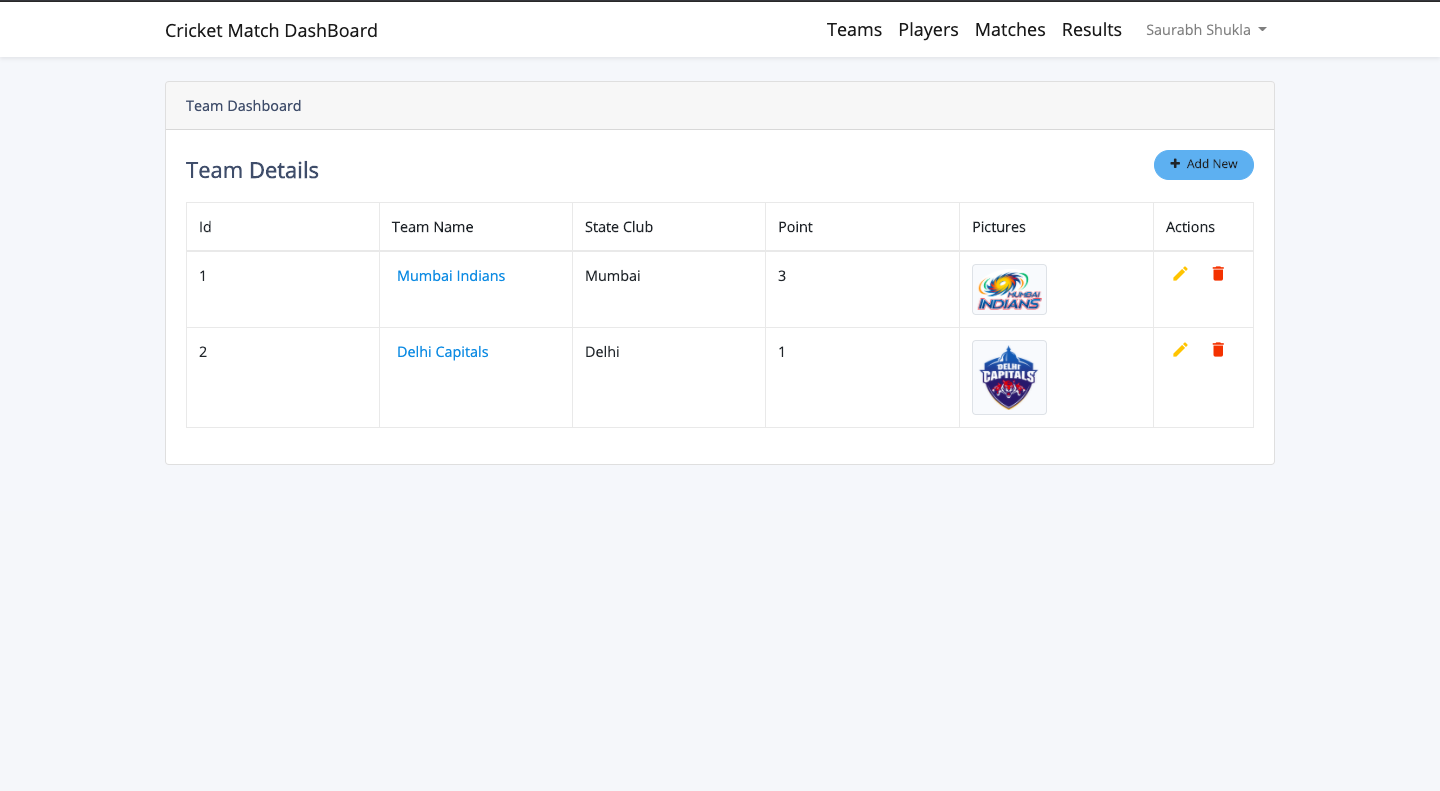 Cricket Match DashBoard Teams Players Matches Results Saurabh Shukla
Team Dashboard
Team Details
Add New
Id Team Name State Club Point Pictures Actions
1 Mumbai Indians Mumbai 3
MUMBAI
INDIANS
2 Delhi Capitals Delhi 1
DELHI
CAPITALS